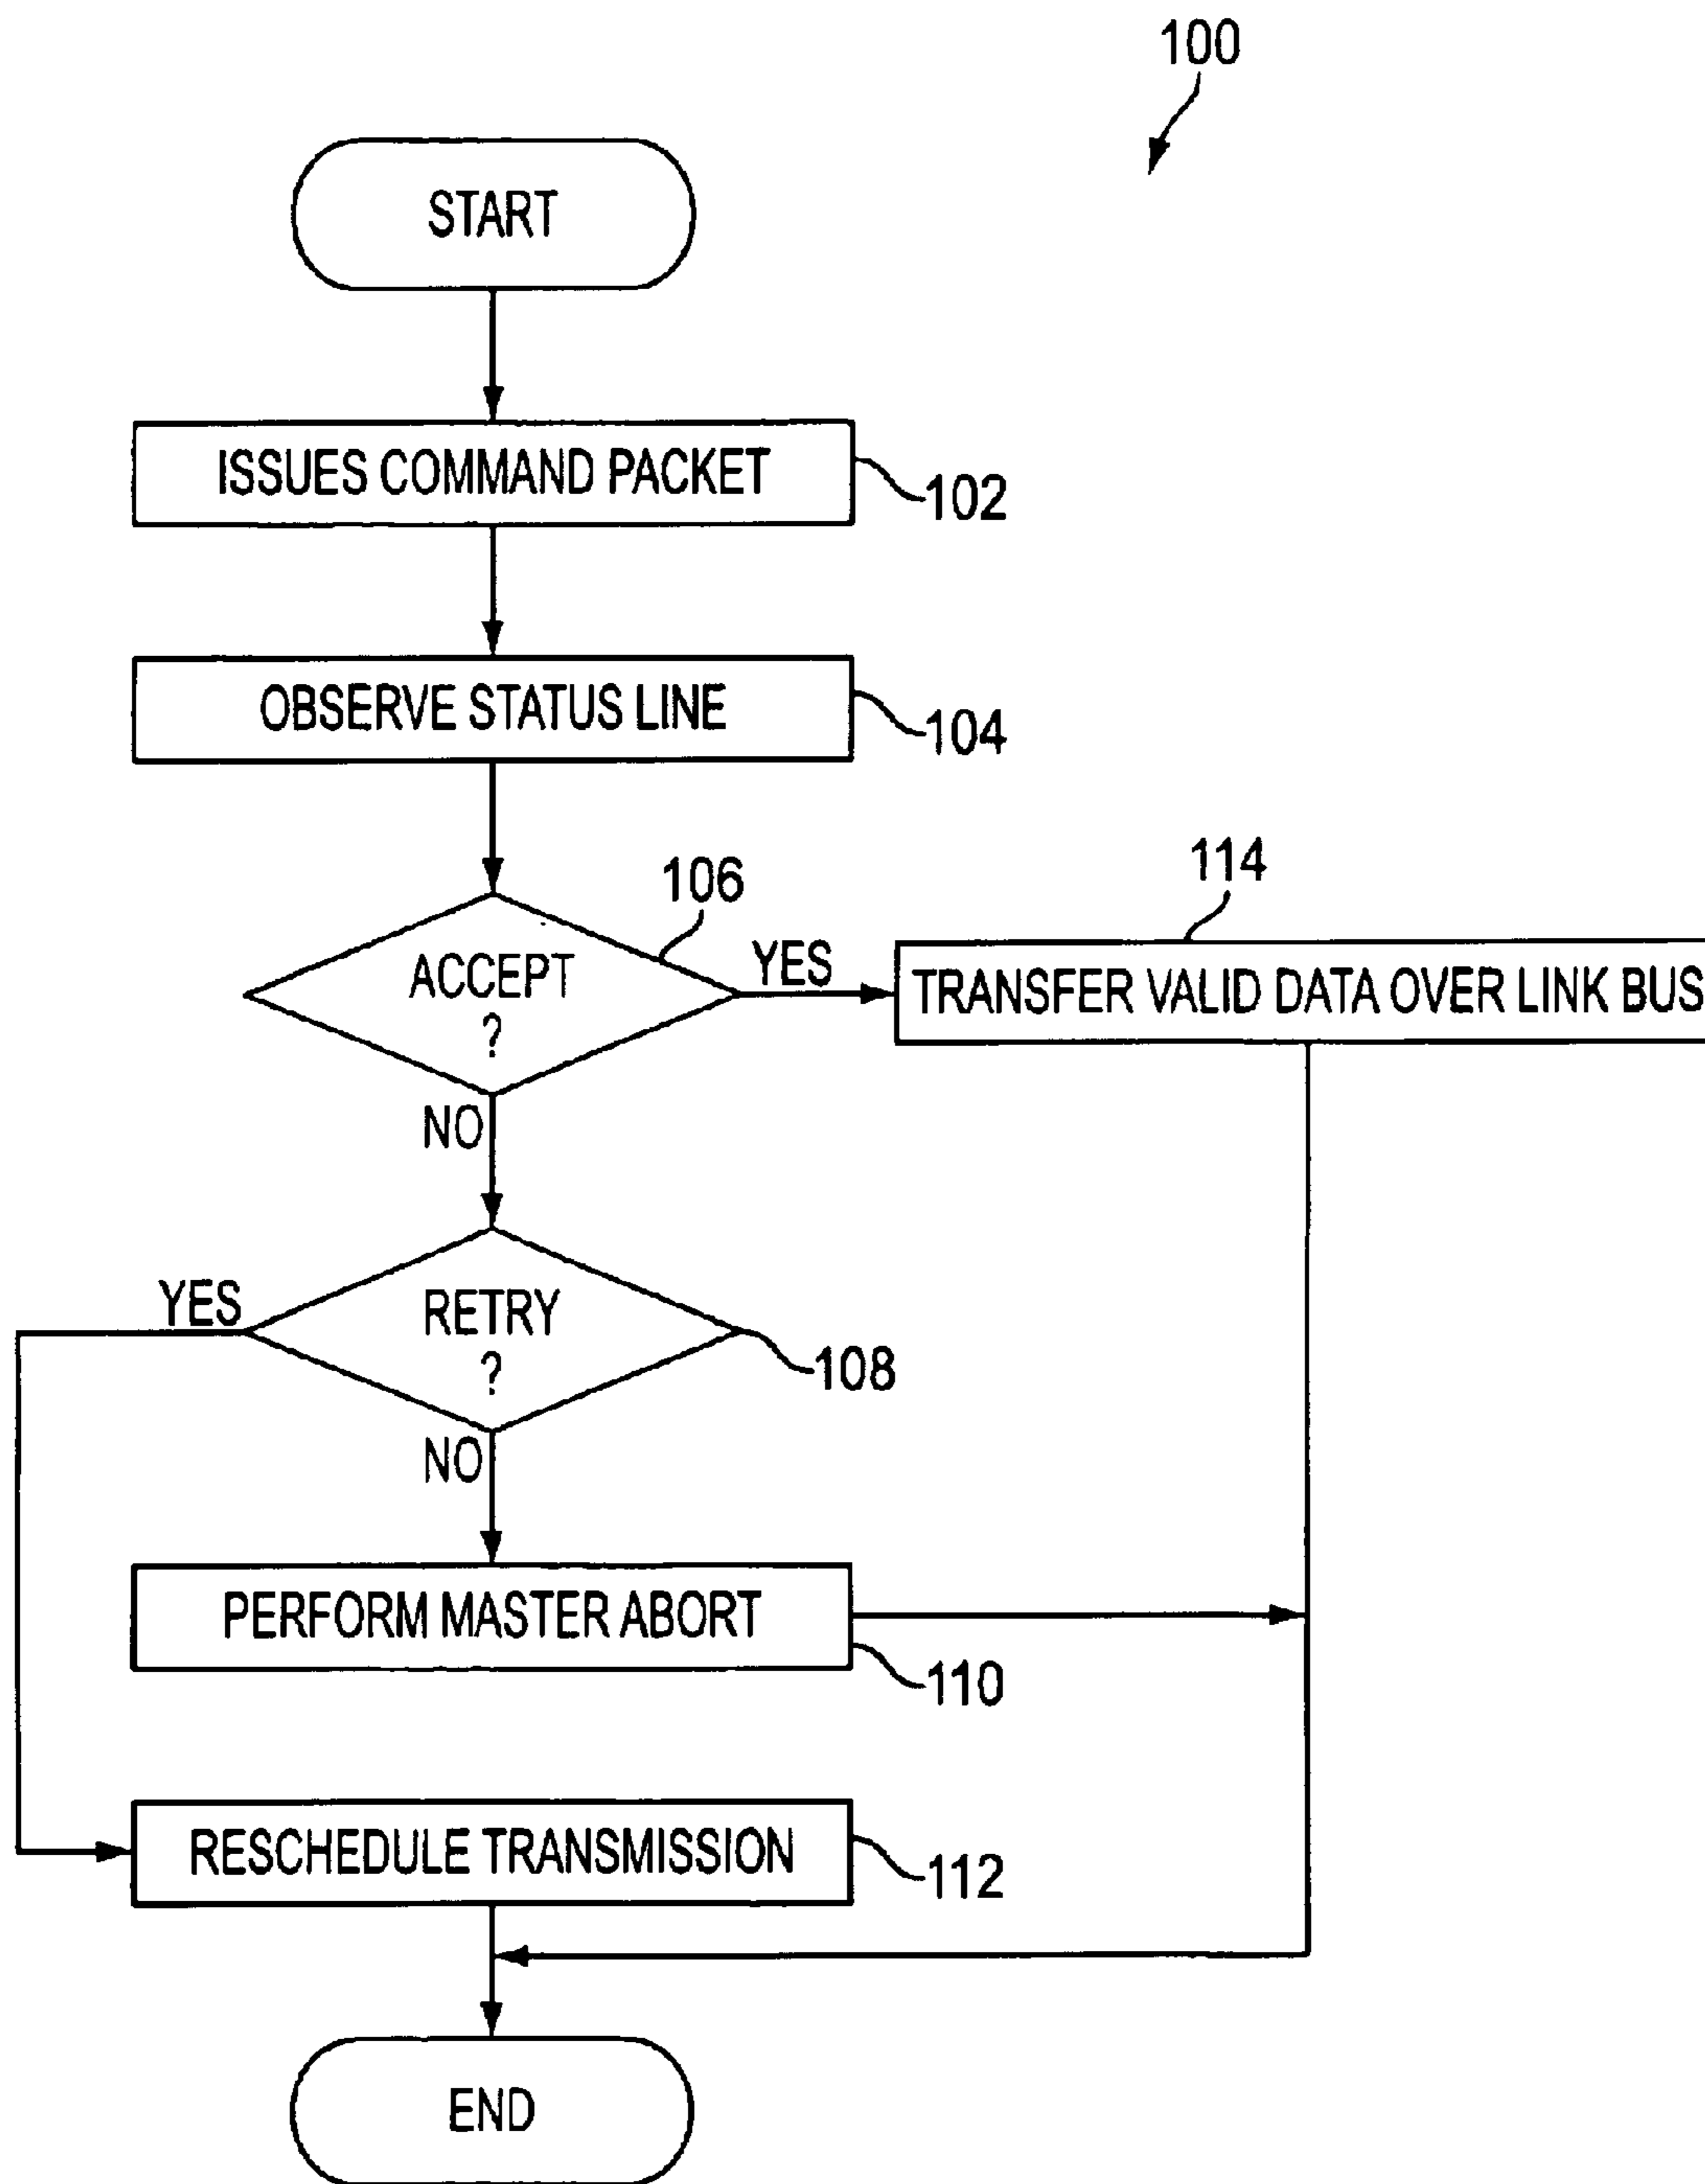 100
START
ISSUES COMMAND PACKET
102
OBSERVE STATUS LINE
104
106
114
ACCEPT
?
YES
TRANSFER VALID DATA OVER LINK BUS
NO
YES
RETRY
?
108
NO
PERFORM MASTER ABORT
110
RESCHEDULE TRANSMISSION
112
END